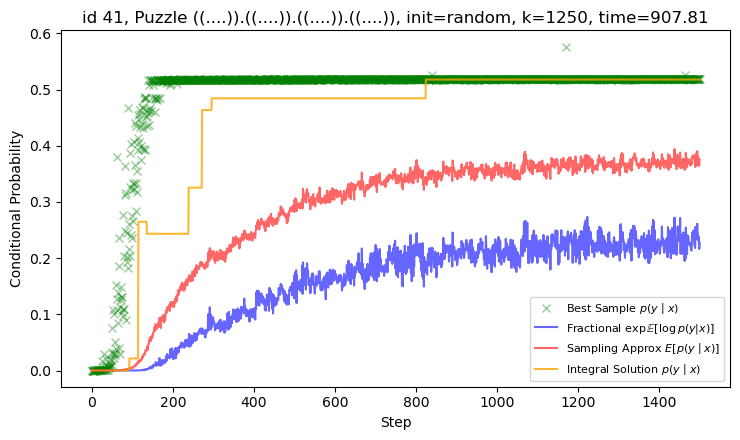 id 41, Puzzle ((....)).((....)).((....)).((....)), init=random, k=1250, time=907.81
Conditional Probability
0.6
0.5
0.4
0.3
0.2
0.1
0.0
Best Sample p(y | x)
Fractional exp𝔼[log p(y|x)]
Sampling Approx E[p(y | x)]
Integral Solution p(y | x)
0 200 400 600 800 1000 1200 1400
Step